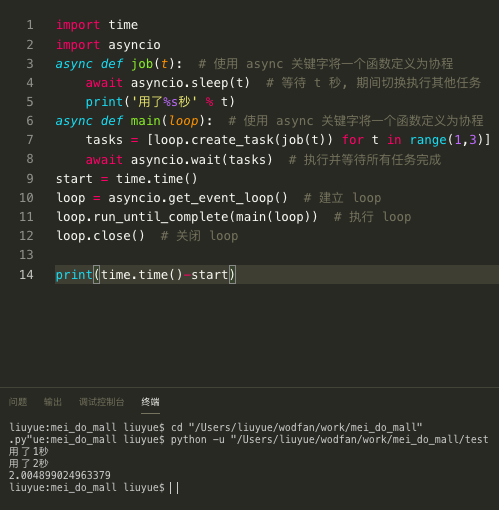 1 import time
2 import asyncio
3 async def job(t):  # 使用 async 关键字将一个函数定义为协程
4     await asyncio.sleep(t)  # 等待 t 秒, 期间切换执行其他任务
5     print('用了%s秒' % t)
6 async def main(loop):  # 使用 async 关键字将一个函数定义为协程
7     tasks = [loop.create_task(job(t)) for t in range(1,3)]
8     await asyncio.wait(tasks)  # 执行并等待所有任务完成
9 start = time.time()
10 loop = asyncio.get_event_loop()  # 建立 loop
11 loop.run_until_complete(main(loop))  # 执行 loop
12 loop.close()  # 关闭 loop
13
14 print(time.time()-start)
问题 输出 调试控制台 终端
liuyue:mei_do_mall liuyue$ cd "/Users/liuyue/wodfan/work/mei_do_mall"
.py"ue:mei_do_mall liuyue$ python -u "/Users/liuyue/wodfan/work/mei_do_mall/test
用了1秒
用了2秒
2.004899024963379
liuyue:mei_do_mall liuyue$